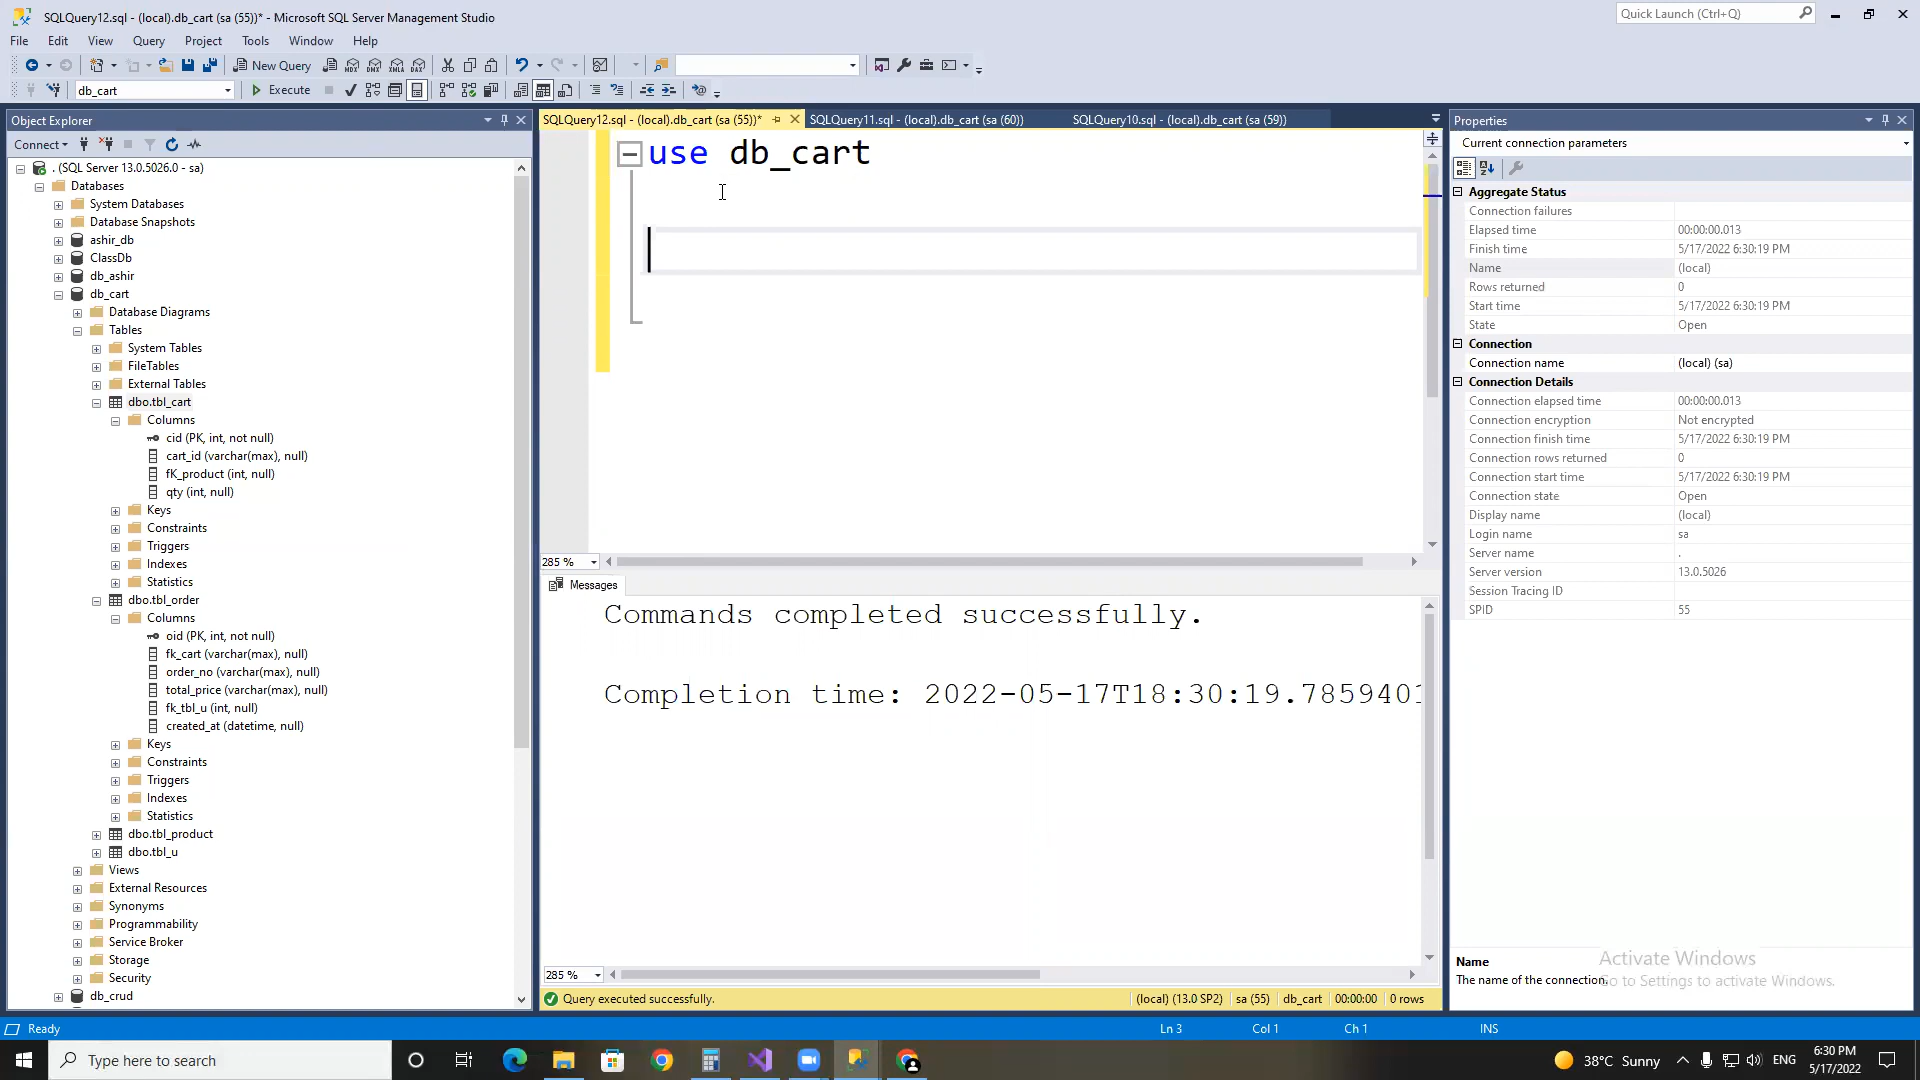 SQLQuery12.sql - (local).db_cart (sa (55))* - Microsoft SQL Server Management Studio
Quick Launch (Ctrl+Q)
File Edit View Query Project Tools Window Help
New Query
MDX DMX XMLA DAX
db_cart
Execute
Object Explorer
Connect
. (SQL Server 13.0.5026.0 - sa)
Databases
System Databases
Database Snapshots
ashir_db
ClassDb
db_ashir
db_cart
Database Diagrams
Tables
System Tables
FileTables
External Tables
dbo.tbl_cart
Columns
cid (PK, int, not null)
cart_id (varchar(max), null)
fK_product (int, null)
qty (int, null)
Keys
Constraints
Triggers
Indexes
Statistics
dbo.tbl_order
Columns
oid (PK, int, not null)
fk_cart (varchar(max), null)
order_no (varchar(max), null)
total_price (varchar(max), null)
fk_tbl_u (int, null)
created_at (datetime, null)
Keys
Constraints
Triggers
Indexes
Statistics
dbo.tbl_product
dbo.tbl_u
Views
External Resources
Synonyms
Programmability
Service Broker
Storage
Security
db_crud
SQLQuery12.sql - (local).db_cart (sa (55))*
SQLQuery11.sql - (local).db_cart (sa (60))
SQLQuery10.sql - (local).db_cart (sa (59))
use db_cart
285 %
Messages
Commands completed successfully.
Completion time: 2022-05-17T18:30:19.7859401
285 %
Query executed successfully.
(local) (13.0 SP2) sa (55) db_cart 00:00:00 0 rows
Properties
Current connection parameters
Aggregate Status
Connection failures
Elapsed time 00:00:00.013
Finish time 5/17/2022 6:30:19 PM
Name (local)
Rows returned 0
Start time 5/17/2022 6:30:19 PM
State Open
Connection
Connection name (local) (sa)
Connection Details
Connection elapsed time 00:00:00.013
Connection encryption Not encrypted
Connection finish time 5/17/2022 6:30:19 PM
Connection rows returned 0
Connection start time 5/17/2022 6:30:19 PM
Connection state Open
Display name (local)
Login name sa
Server name .
Server version 13.0.5026
Session Tracing ID
SPID 55
Name
The name of the connection.
Activate Windows
Go to Settings to activate Windows.
Ready
Ln 3 Col 1 Ch 1 INS
Type here to search
38°C Sunny
ENG
6:30 PM
5/17/2022